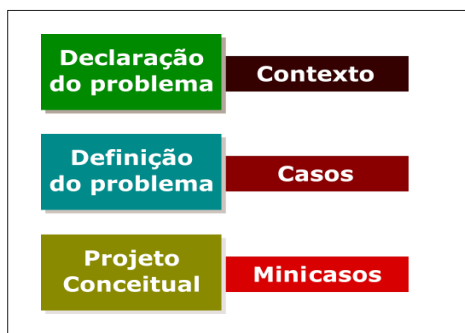 Declaração
do problema
Contexto
Definição
do problema
Casos
Projeto
Conceitual
Minicasos